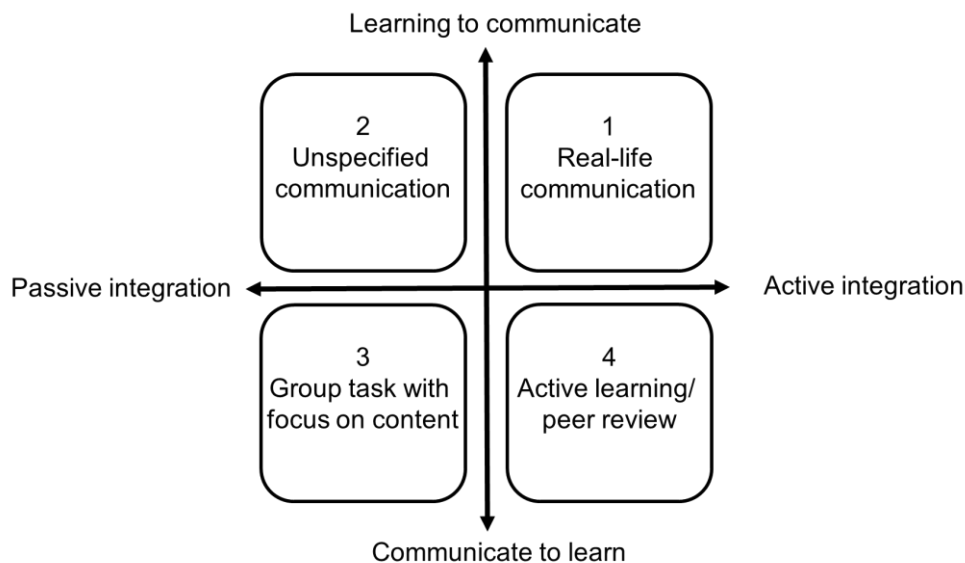 Learning to communicate
2
Unspecified
communication
1
Real-life
communication
Passive integration
Active integration
3
Group task with
focus on content
4
Active learning/
peer review
Communicate to learn